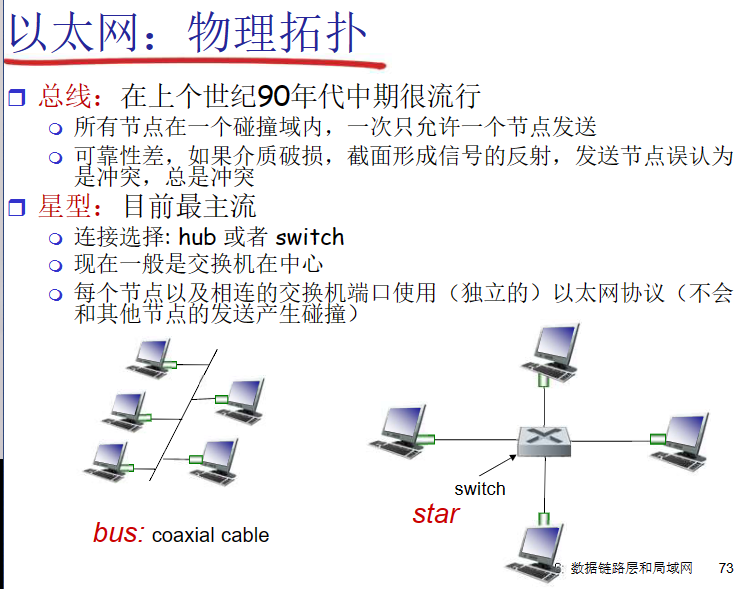 以太网：物理拓扑
总线：在上个世纪90年代中期很流行
所有节点在一个碰撞域内，一次只允许一个节点发送
可靠性差，如果介质破损，截面形成信号的反射，发送节点误认为
是冲突，总是冲突
星型：目前最主流
连接选择: hub 或者 switch
现在一般是交换机在中心
每个节点以及相连的交换机端口使用（独立的）以太网协议（不会
和其他节点的发送产生碰撞）
switch
bus: coaxial cable
star
数据链路层和局域网 73